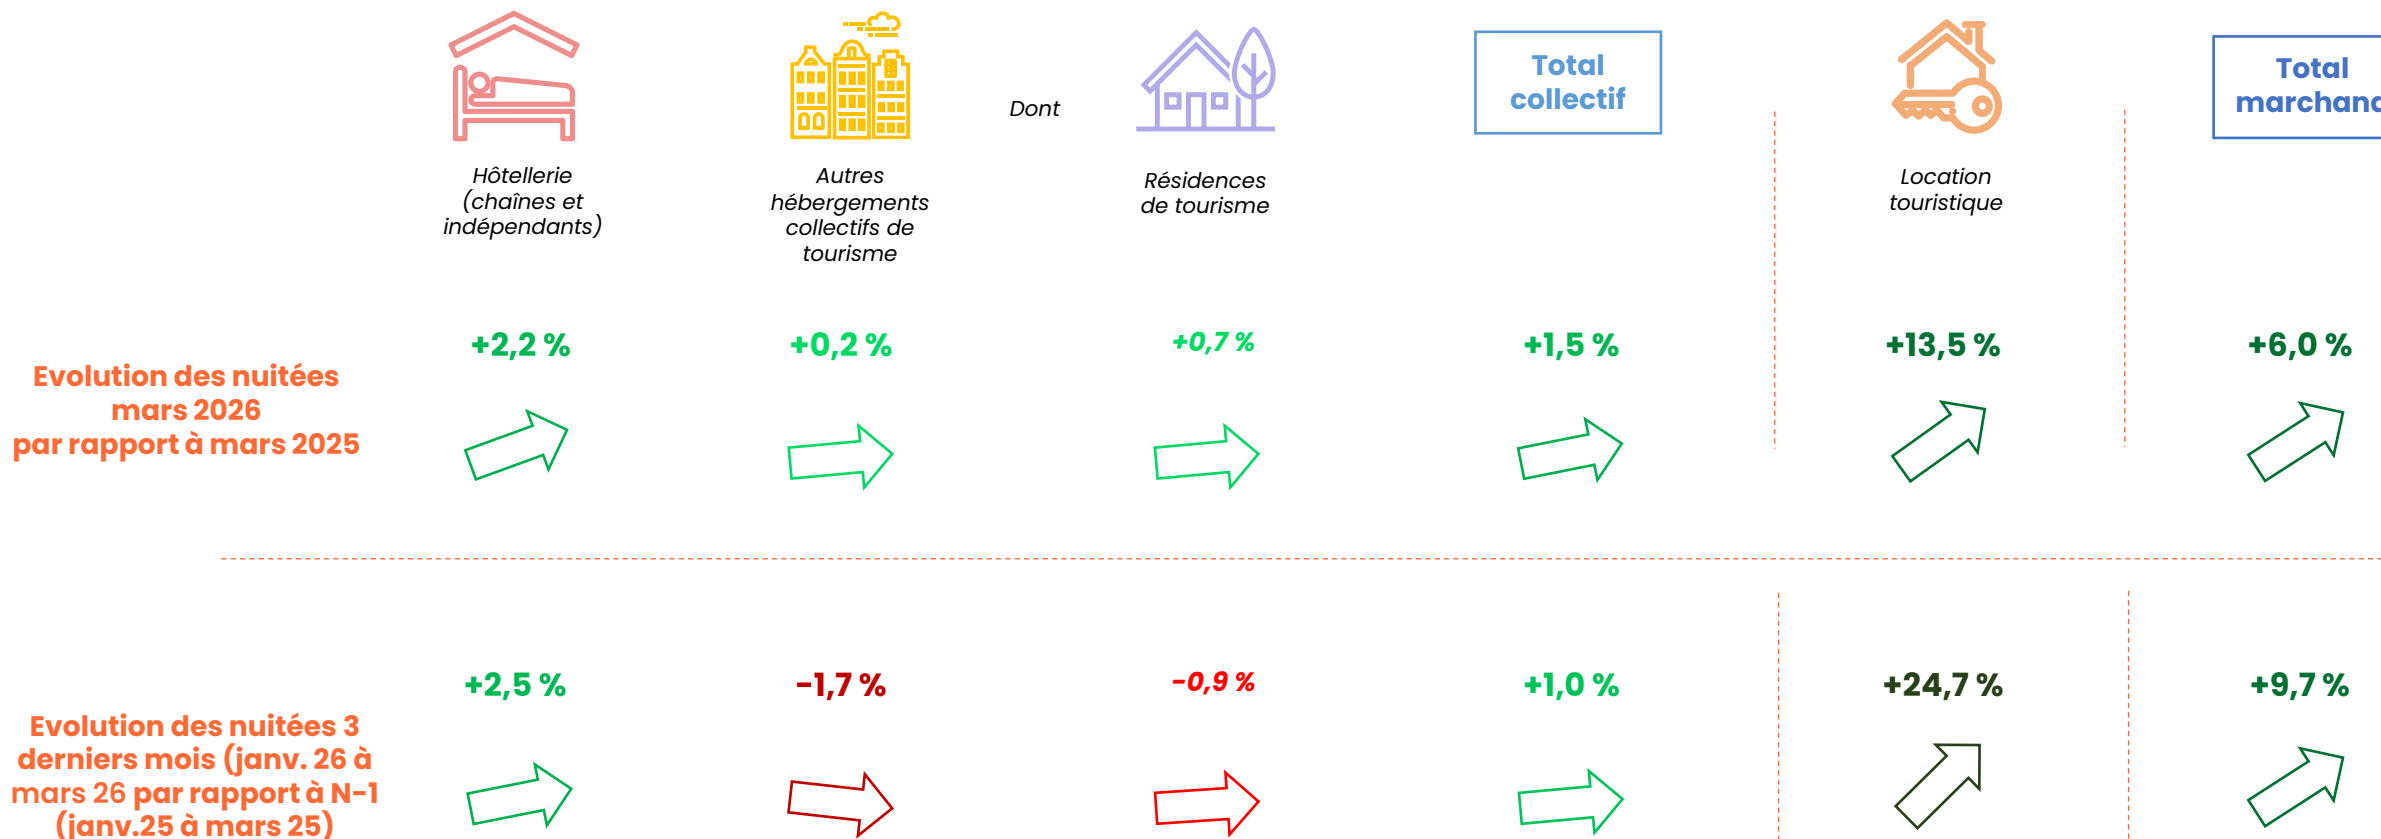 Dont
Total
collectif
Total
marchand
Hôtellerie
(chaînes et
indépendants)
Autres
hébergements
collectifs de
tourisme
Résidences
de tourisme
Location
touristique
Evolution des nuitées
mars 2026
par rapport à mars 2025
+2,2 %
+0,2 %
+0,7 %
+1,5 %
+13,5 %
+6,0 %
Evolution des nuitées 3
derniers mois (janv. 26 à
mars 26 par rapport à N-1
(janv.25 à mars 25)
+2,5 %
-1,7 %
-0,9 %
+1,0 %
+24,7 %
+9,7 %